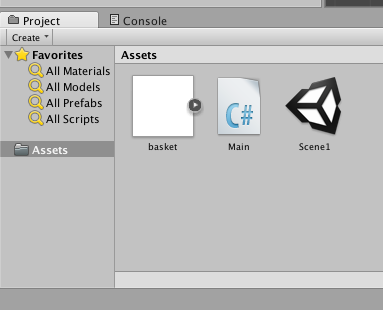 Project
Console
Create
Favorites
All Materials
All Models
All Prefabs
All Scripts
Assets
Assets
basket
C#
Main
Scene1